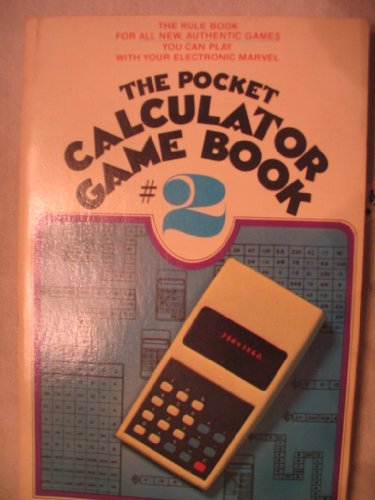 THE RULE BOOK
FOR ALL NEW, AUTHENTIC GAMES
YOU CAN PLAY
WITH YOUR ELECTRONIC MARVEL
THE POCKET
CALCULATOR
GAME BOOK
#2